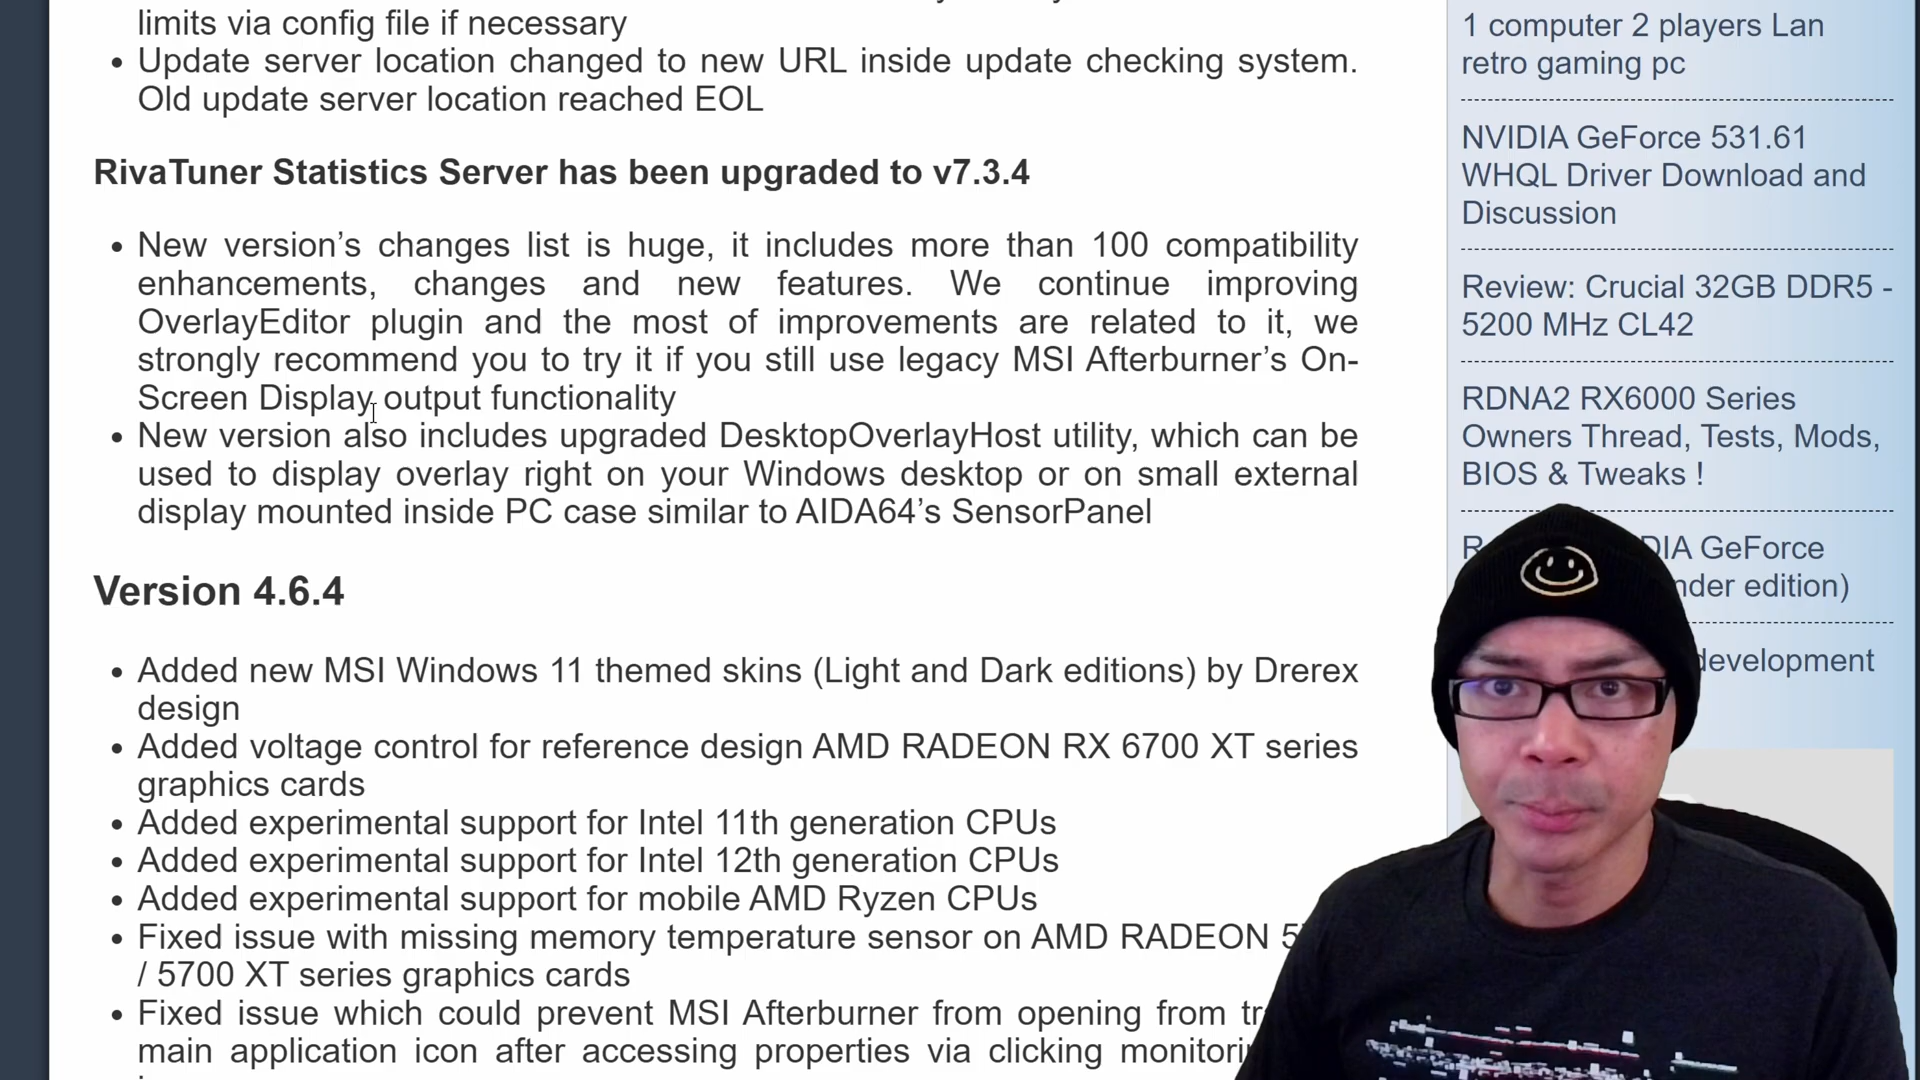 limits via config file if necessary
• Update server location changed to new URL inside update checking system.
Old update server location reached EOL
RivaTuner Statistics Server has been upgraded to v7.3.4
• New version’s changes list is huge, it includes more than 100 compatibility
enhancements, changes and new features. We continue improving
OverlayEditor plugin and the most of improvements are related to it, we
strongly recommend you to try it if you still use legacy MSI Afterburner’s On-
Screen Display output functionality
• New version also includes upgraded DesktopOverlayHost utility, which can be
used to display overlay right on your Windows desktop or on small external
display mounted inside PC case similar to AIDA64’s SensorPanel
Version 4.6.4
• Added new MSI Windows 11 themed skins (Light and Dark editions) by Drerex
design
• Added voltage control for reference design AMD RADEON RX 6700 XT series
graphics cards
• Added experimental support for Intel 11th generation CPUs
• Added experimental support for Intel 12th generation CPUs
• Added experimental support for mobile AMD Ryzen CPUs
• Fixed issue with missing memory temperature sensor on AMD RADEON
/ 5700 XT series graphics cards
• Fixed issue which could prevent MSI Afterburner from opening from
main application icon after accessing properties via clicking
1 computer 2 players Lan
retro gaming pc
NVIDIA GeForce 531.61
WHQL Driver Download and
Discussion
Review: Crucial 32GB DDR5 -
5200 MHz CL42
RDNA2 RX6000 Series
Owners Thread, Tests, Mods,
BIOS & Tweaks !
GeForce
edition)
development